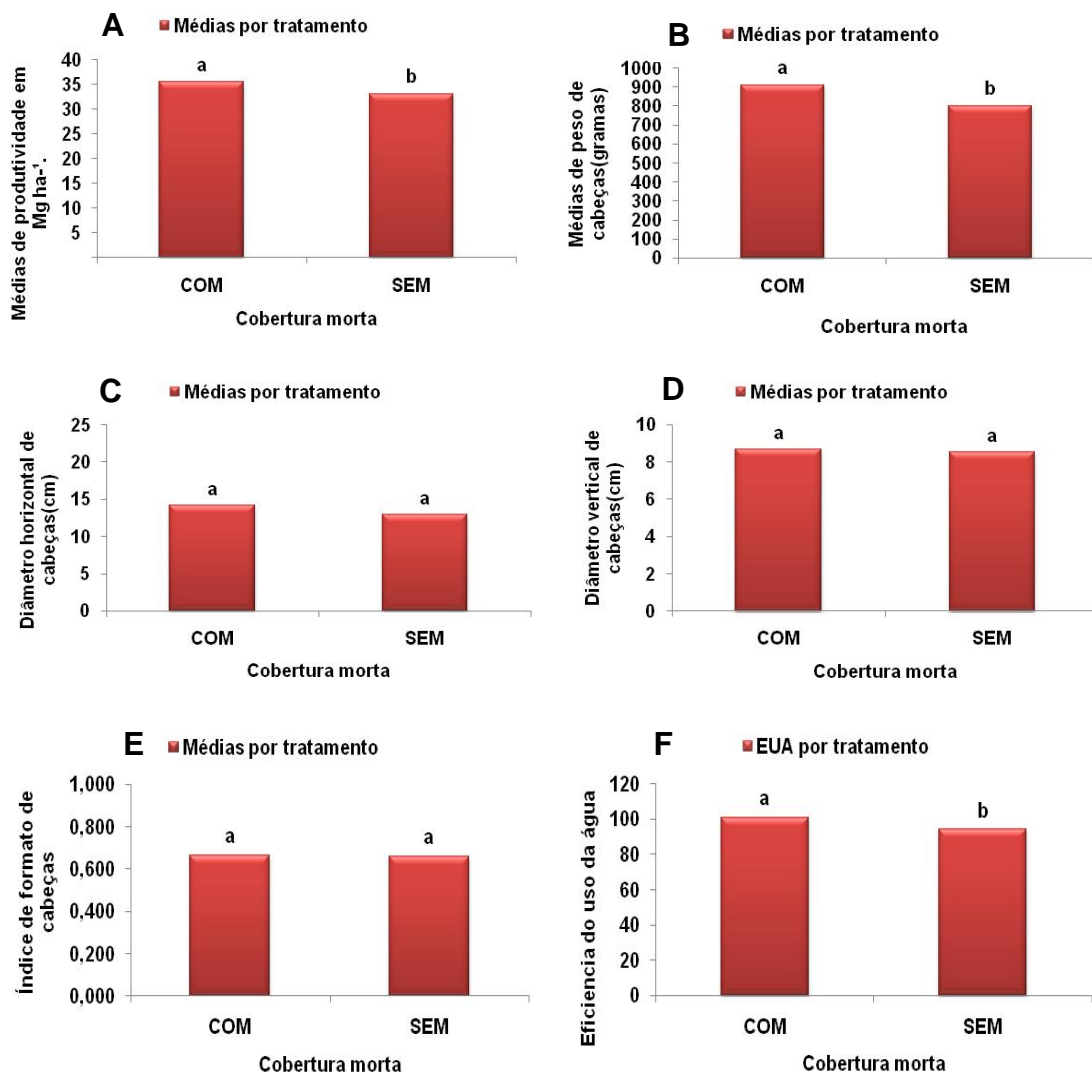 A
Médias por tratamento
Médias de produtividade em
Mg ha-¹.
40
35
30
25
20
15
10
5
a
b
COM
SEM
Cobertura morta
B
Médias por tratamento
Médias de peso de
cabeças(gramas)
1000
900
800
700
600
500
400
300
200
100
0
a
b
COM
SEM
Cobertura morta
C
Médias por tratamento
Diâmetro horizontal de
cabeças(cm)
25
20
15
10
5
0
a
a
COM
SEM
Cobertura morta
D
Médias por tratamento
Diâmetro vertical de
cabeças(cm)
10
8
6
4
2
0
a
a
COM
SEM
Cobertura morta
E
Médias por tratamento
Índice de formato de
cabeças
1,000
0,800
0,600
0,400
0,200
0,000
a
a
COM
SEM
Cobertura morta
F
EUA por tratamento
Eficiencia do uso da água
120
100
80
60
40
20
0
a
b
COM
SEM
Cobertura morta